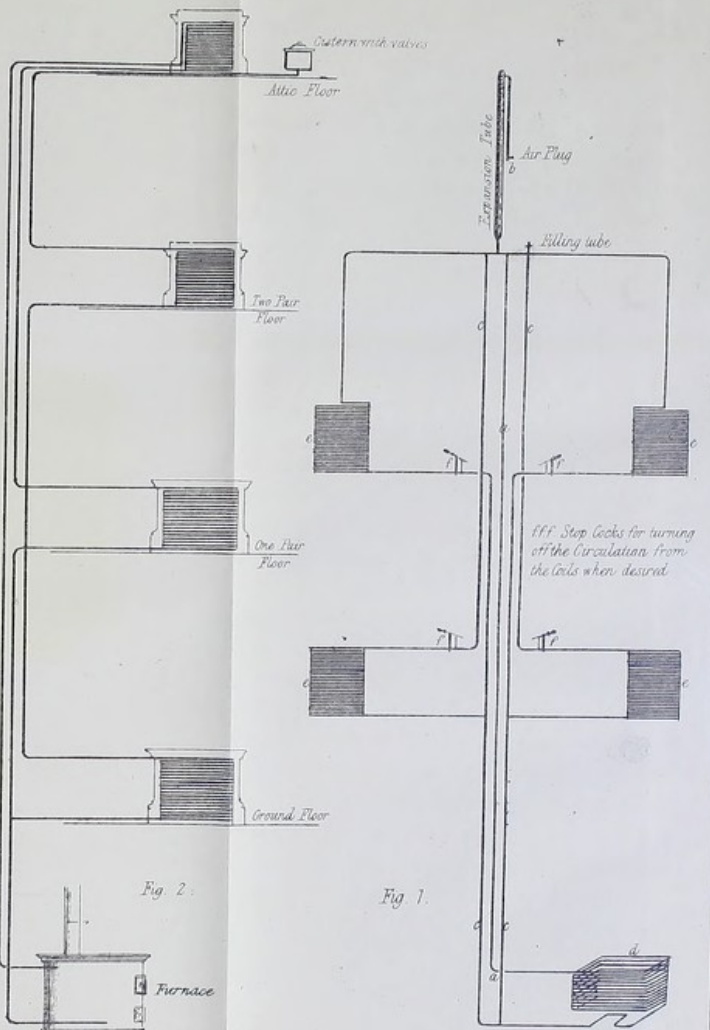 Cistern with valves
Attic Floor
Two Pair
Floor
One Pair
Floor
Ground Floor
Fig. 2.
Furnace
Expansion Tube
Air Plug
b
Filling tube
c
c
a
e
e
f
f
fff Stop Cocks for turning
off the Circulation from
the Coils when desired
f
f
e
e
Fig. 1.
c
c
a
d